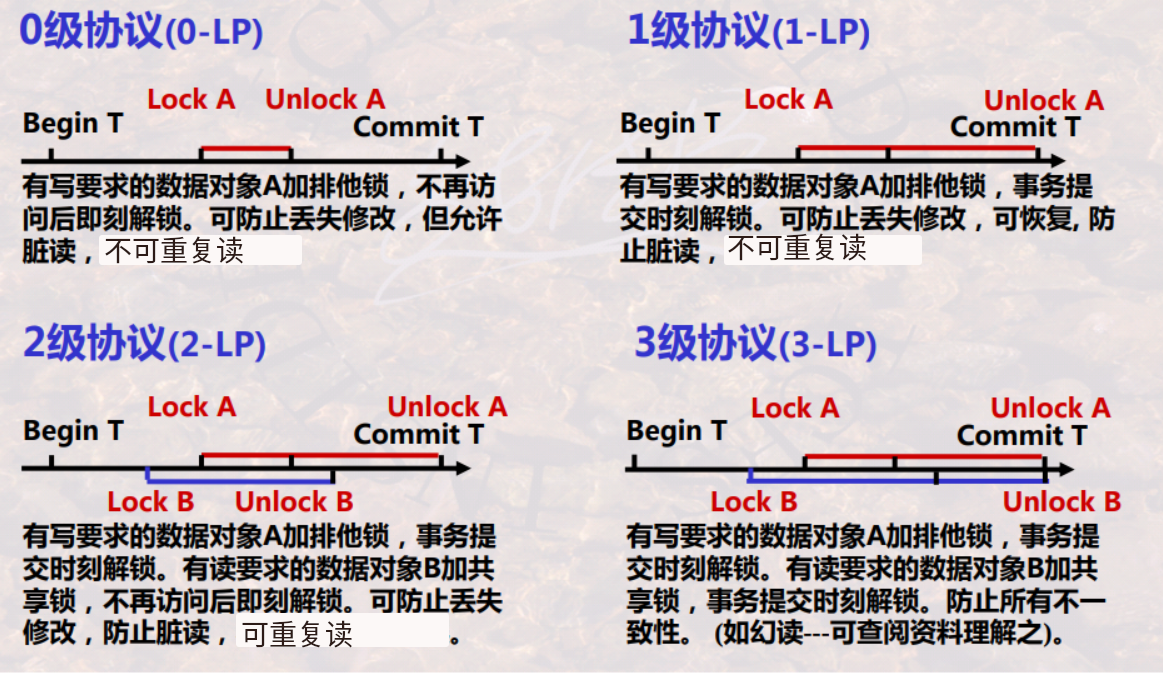 0级协议(0-LP)
Lock A Unlock A
Begin T
Commit T
有写要求的数据对象A加排他锁，不再访
问后即刻解锁。可防止丢失修改，但允许
脏读，不可重复读
1级协议(1-LP)
Lock A
Unlock A
Begin T
Commit T
有写要求的数据对象A加排他锁，事务提
交时刻解锁。可防止丢失修改，可恢复, 防
止脏读，不可重复读
2级协议(2-LP)
Lock A
Unlock A
Begin T
Commit T
Lock B Unlock B
有写要求的数据对象A加排他锁，事务提
交时刻解锁。有读要求的数据对象B加共
享锁，不再访问后即刻解锁。可防止丢失
修改，防止脏读，可重复读。
3级协议(3-LP)
Lock A
Unlock A
Begin T
Commit T
Lock B
Unlock B
有写要求的数据对象A加排他锁，事务提
交时刻解锁。有读要求的数据对象B加共
享锁，事务提交时刻解锁。防止所有不一
致性。 (如幻读---可查阅资料理解之)。